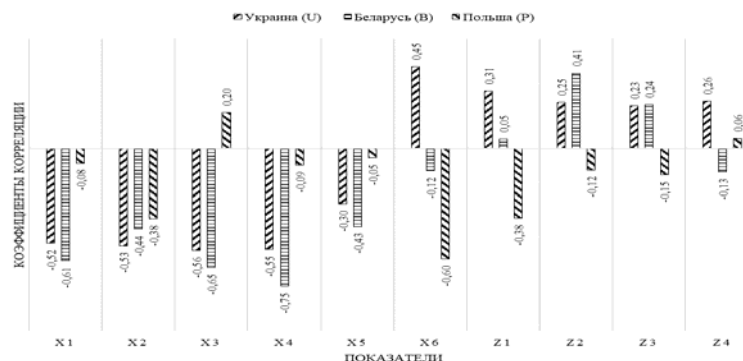 Украина (U) Беларусь (B) Польша (P)
КОЭФФИЦИЕНТЫ КОРРЕЛЯЦИИ
-0,52 -0,61 -0,08
-0,53 -0,44 -0,38
-0,56 -0,65 0,20
-0,55 -0,75 -0,09
-0,30 -0,43 -0,05
0,45 -0,12 -0,60
0,31 0,05 -0,38
0,25 0,41 -0,12
0,23 0,24 -0,15
0,26 -0,13 0,06
X 1 X 2 X 3 X 4 X 5 X 6 Z 1 Z 2 Z 3 Z 4
ПОКАЗАТЕЛИ